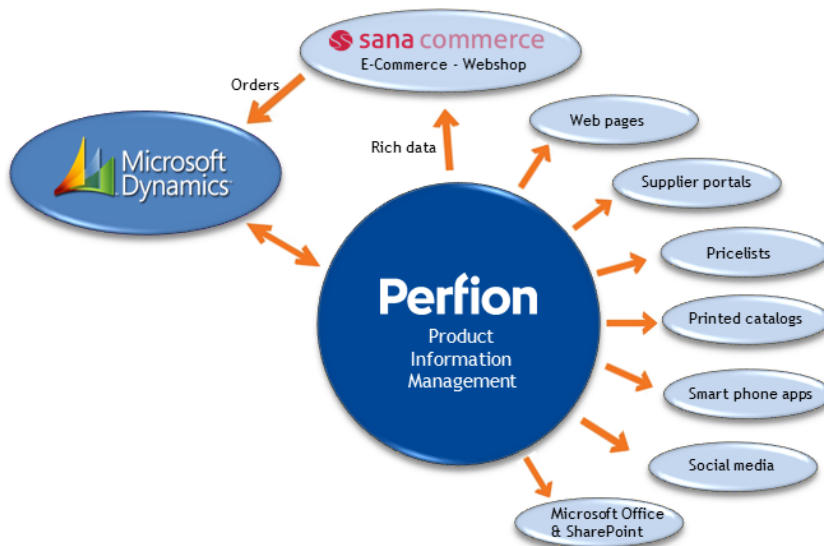 sana commerce
E-Commerce - Webshop
Orders
Microsoft
Dynamics
Rich data
Web pages
Supplier portals
Pricelists
Perfion
Product
Information
Management
Printed catalogs
Smart phone apps
Social media
Microsoft Office
& SharePoint